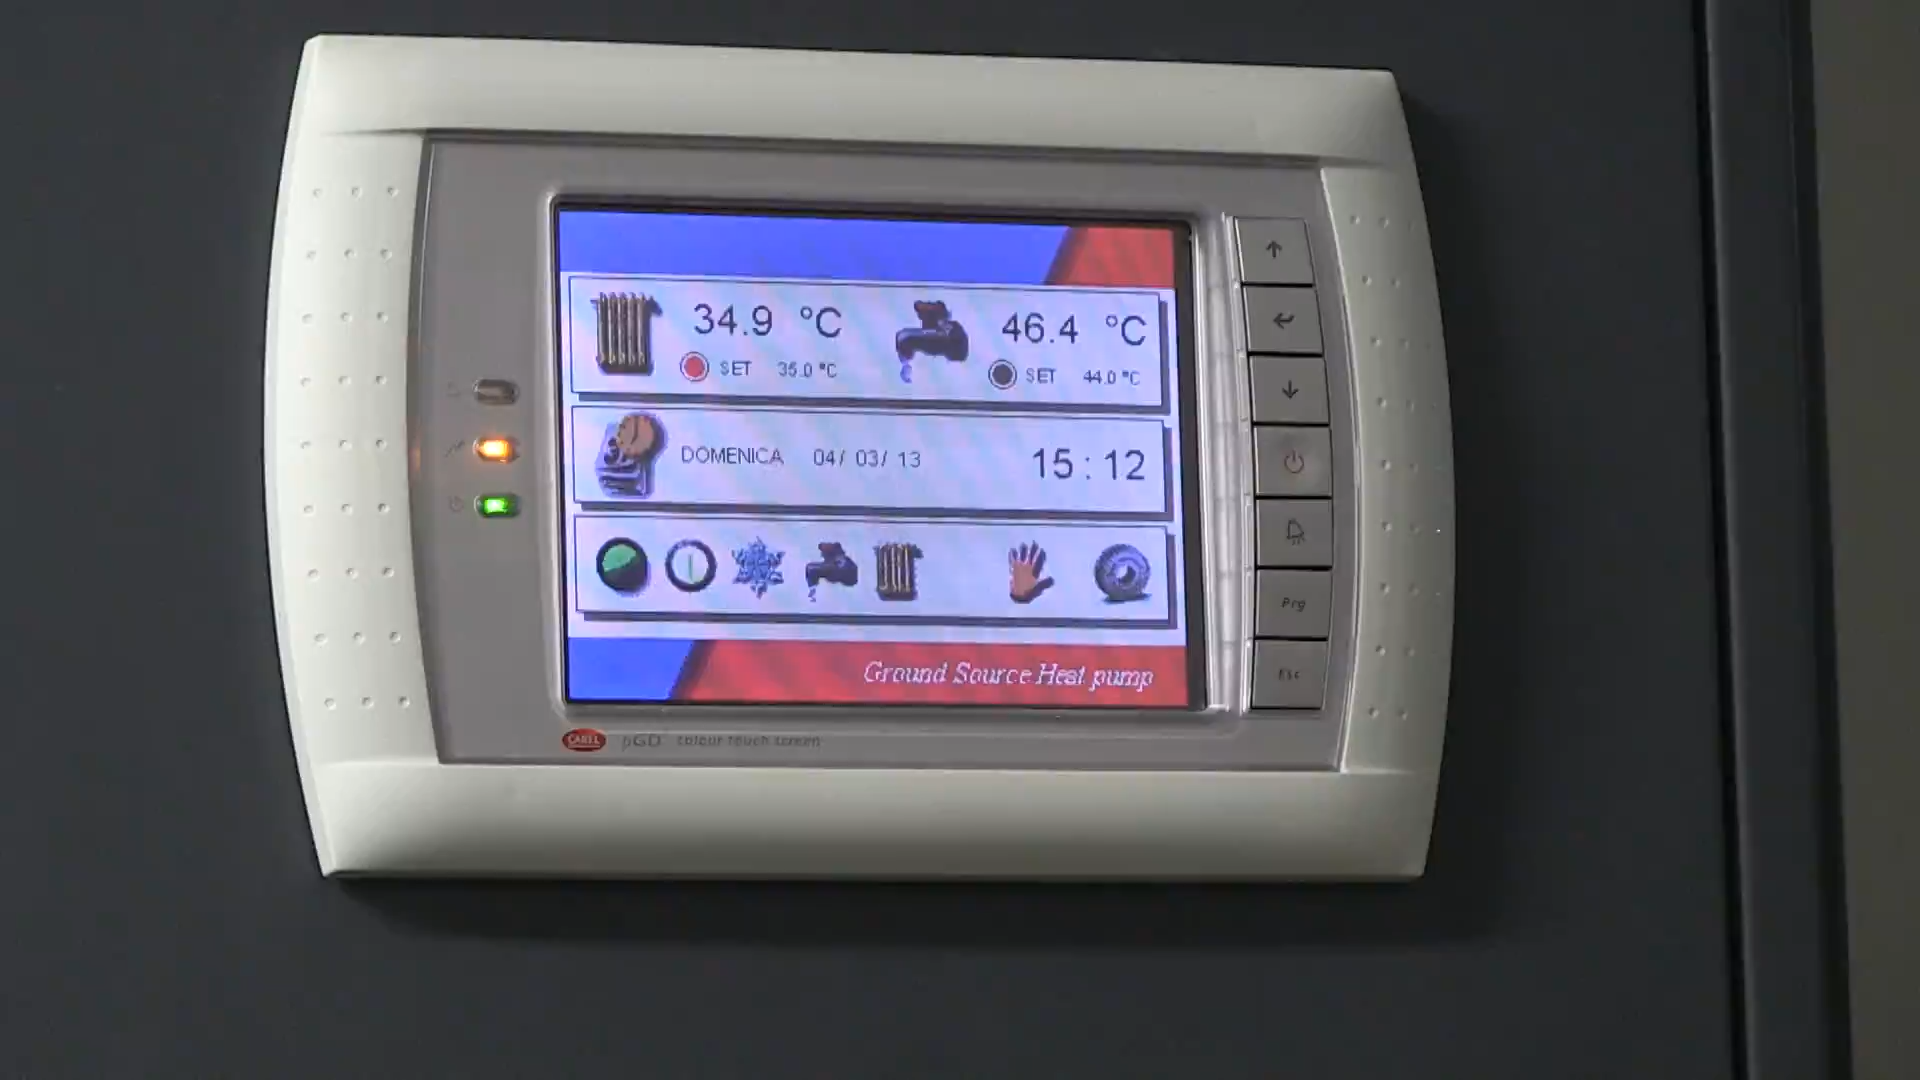 34.9 °C 46.4 °C
SET 35.0 °C SET 44.0 °C
DOMENICA 04/ 03/ 13 15:12
Ground Source Heat pump
Prg
Esc
CAREL pGD colour touch screen